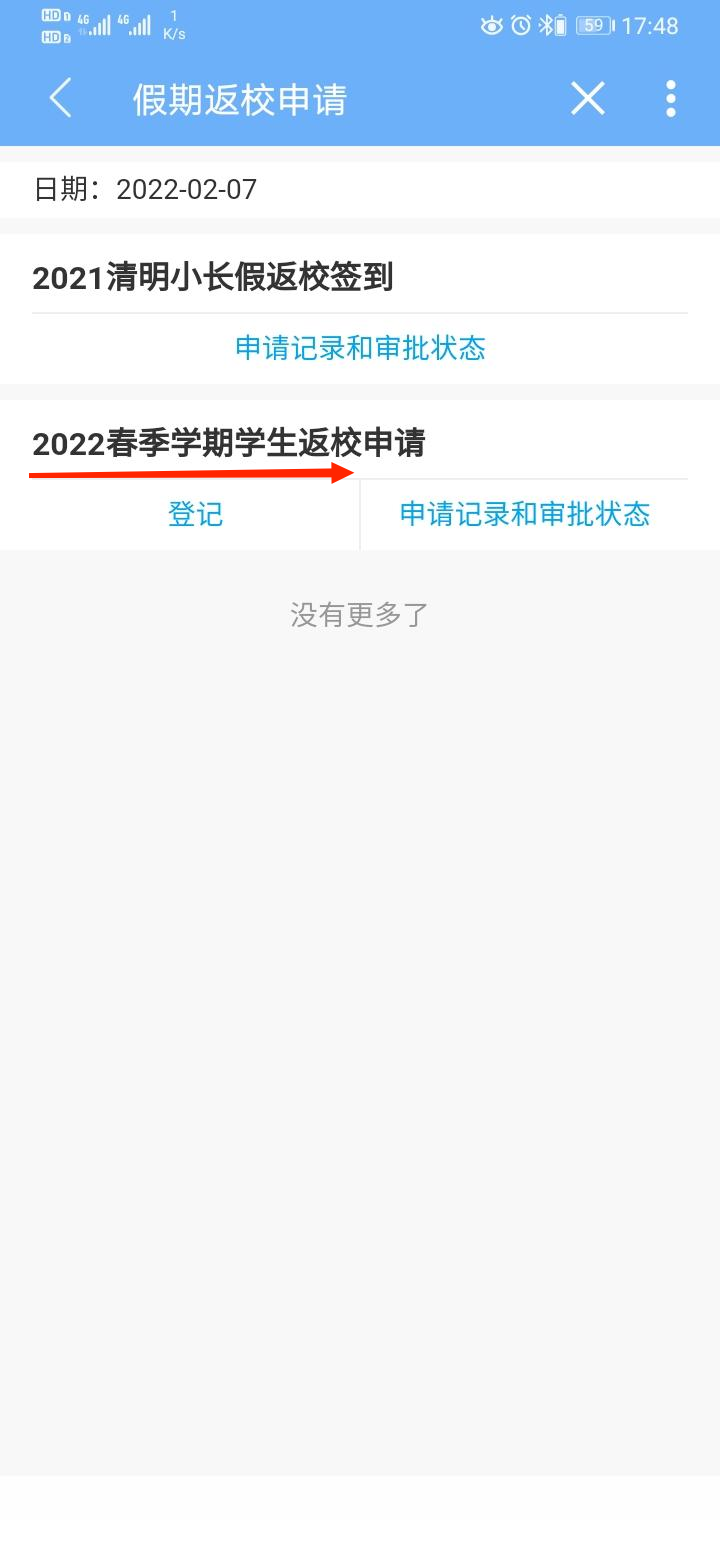 HD 1 4G 4G 1
HD 2 K/s
59 17:48
假期返校申请
日期：2022-02-07
2021清明小长假返校签到
申请记录和审批状态
2022春季学期学生返校申请
登记 申请记录和审批状态
没有更多了